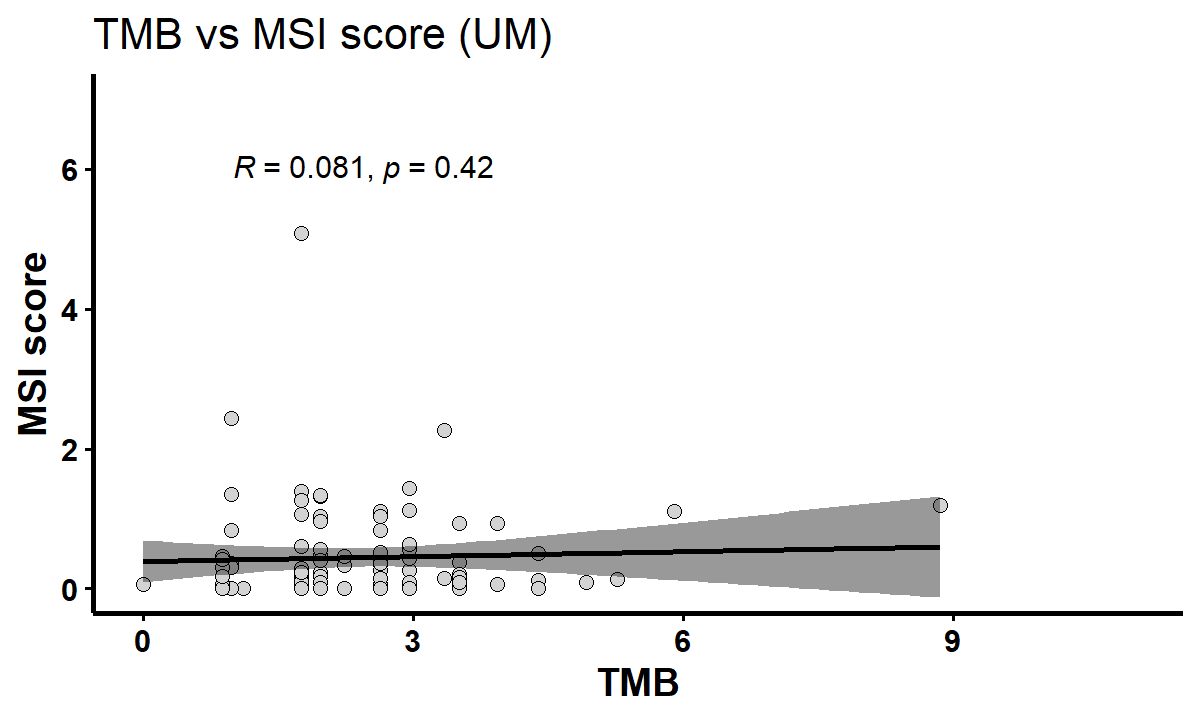 TMB vs MSI score (UM)
R = 0.081, p = 0.42
MSI score
6
4
2
0
0 3 6 9
TMB